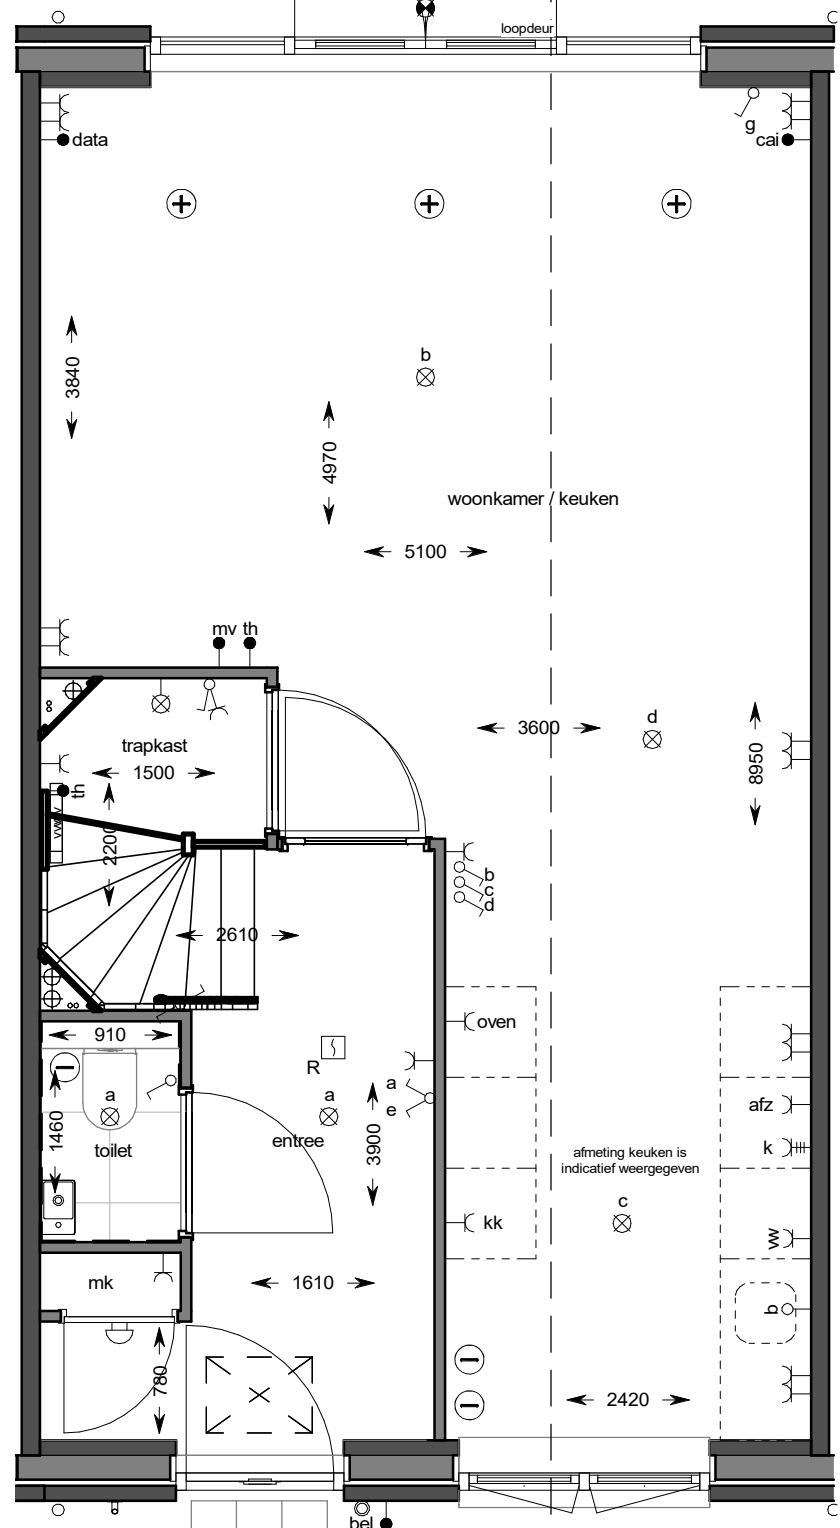 loopdeur
data
g
cai
3840
b
4970
woonkamer / keuken
5100
mv th
d
trapkast
3600
8950
1500
th
vwnv
2200
b
c
d
2610
oven
910
R
a
a
a
e
afz
1460
toilet
entree
3900
k
afmeting keuken is
indicatief weergegeven
c
kk
vw
mk
1610
b
780
2420
bel